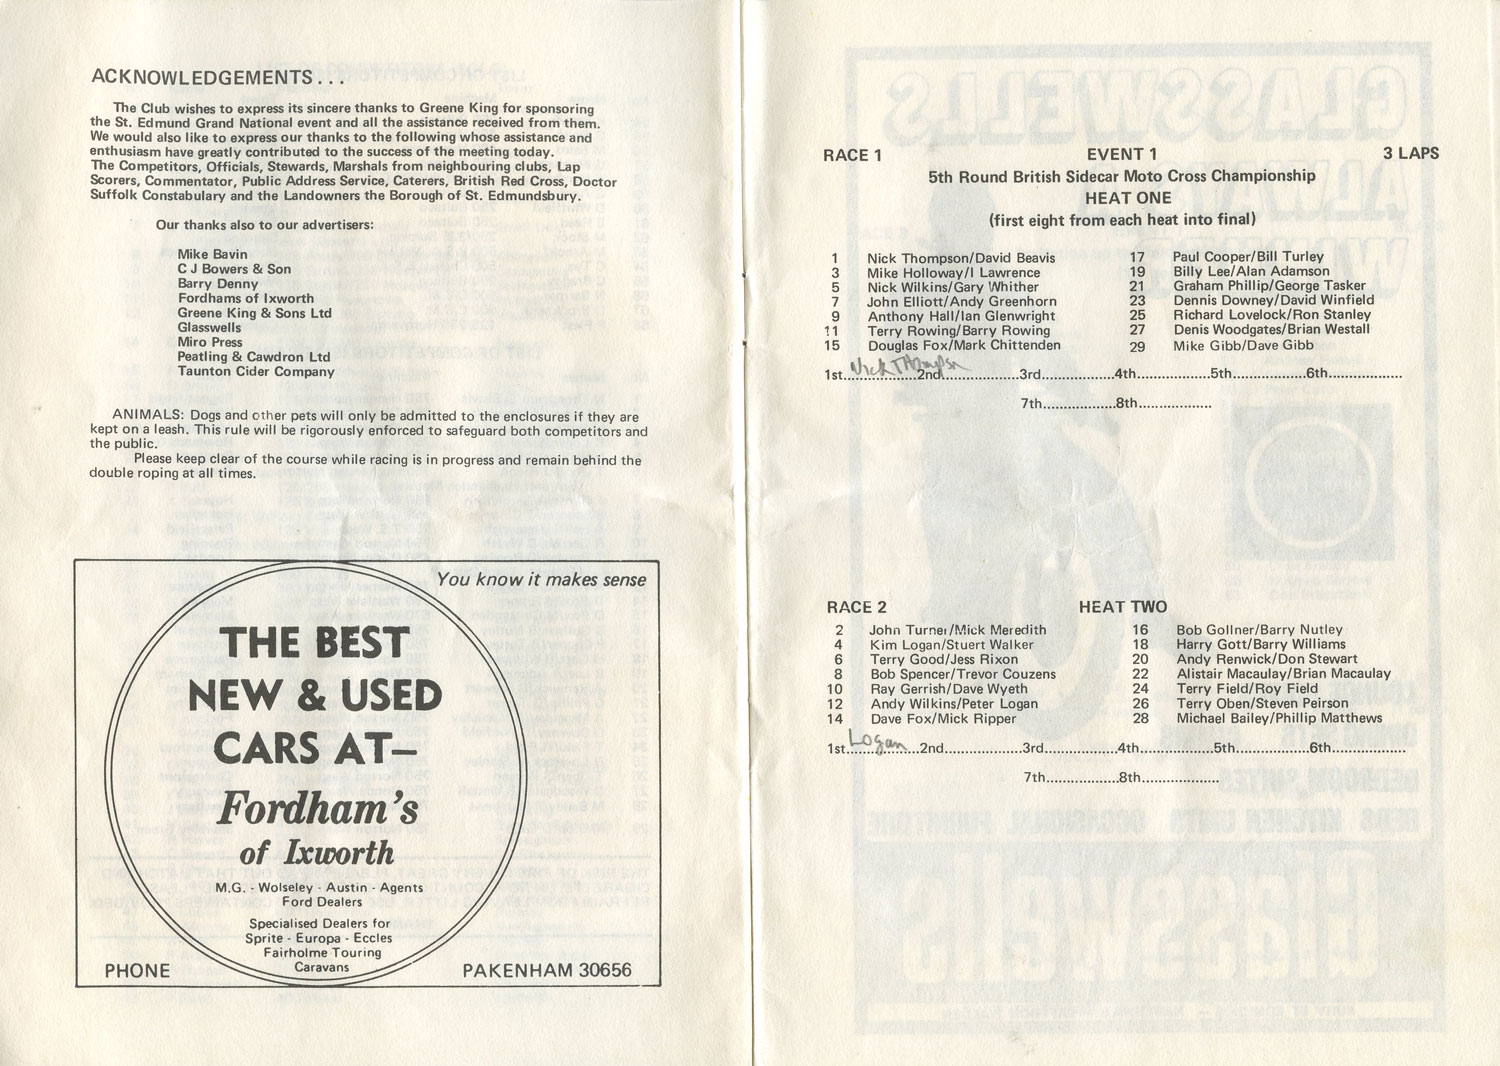 ACKNOWLEDGEMENTS...
The Club wishes to express its sincere thanks to Greene King for sponsoring
the St. Edmund Grand National event and all the assistance received from them.
We would also like to express our thanks to the following whose assistance and
enthusiasm have greatly contributed to the success of the meeting today.
The Competitors, Officials, Stewards, Marshals from neighbouring clubs, Lap
Scorers, Commentator, Public Address Service, Caterers, British Red Cross, Doctor
Suffolk Constabulary and the Landowners the Borough of St. Edmundsbury.
Our thanks also to our advertisers:
Mike Bavin
C J Bowers & Son
Barry Denny
Fordhams of Ixworth
Greene King & Sons Ltd
Glasswells
Miro Press
Peatling & Cawdron Ltd
Taunton Cider Company
ANIMALS: Dogs and other pets will only be admitted to the enclosures if they are
kept on a leash. This rule will be rigorously enforced to safeguard both competitors and
the public.
Please keep clear of the course while racing is in progress and remain behind the
double roping at all times.
You know it makes sense
THE BEST
NEW & USED
CARS AT–
Fordham's
of Ixworth
M.G. - Wolseley - Austin - Agents
Ford Dealers
Specialised Dealers for
Sprite - Europa - Eccles
Fairholme Touring
Caravans
PHONE PAKENHAM 30656
RACE 1 EVENT 1 3 LAPS
5th Round British Sidecar Moto Cross Championship
HEAT ONE
(first eight from each heat into final)
1 Nick Thompson/David Beavis 17 Paul Cooper/Bill Turley
3 Mike Holloway/I Lawrence 19 Billy Lee/Alan Adamson
5 Nick Wilkins/Gary Whither 21 Graham Phillip/George Tasker
7 John Elliott/Andy Greenhorn 23 Dennis Downey/David Winfield
9 Anthony Hall/Ian Glenwright 25 Richard Lovelock/Ron Stanley
11 Terry Rowing/Barry Rowing 27 Denis Woodgates/Brian Westall
15 Douglas Fox/Mark Chittenden 29 Mike Gibb/Dave Gibb
1st Nick Thompson 2nd 3rd 4th 5th 6th
7th 8th
RACE 2 HEAT TWO
2 John Turner/Mick Meredith 16 Bob Gollner/Barry Nutley
4 Kim Logan/Stuert Walker 18 Harry Gott/Barry Williams
6 Terry Good/Jess Rixon 20 Andy Renwick/Don Stewart
8 Bob Spencer/Trevor Couzens 22 Alistair Macaulay/Brian Macaulay
10 Ray Gerrish/Dave Wyeth 24 Terry Field/Roy Field
12 Andy Wilkins/Peter Logan 26 Terry Oben/Steven Peirson
14 Dave Fox/Mick Ripper 28 Michael Bailey/Phillip Matthews
1st Logan 2nd 3rd 4th 5th 6th
7th 8th